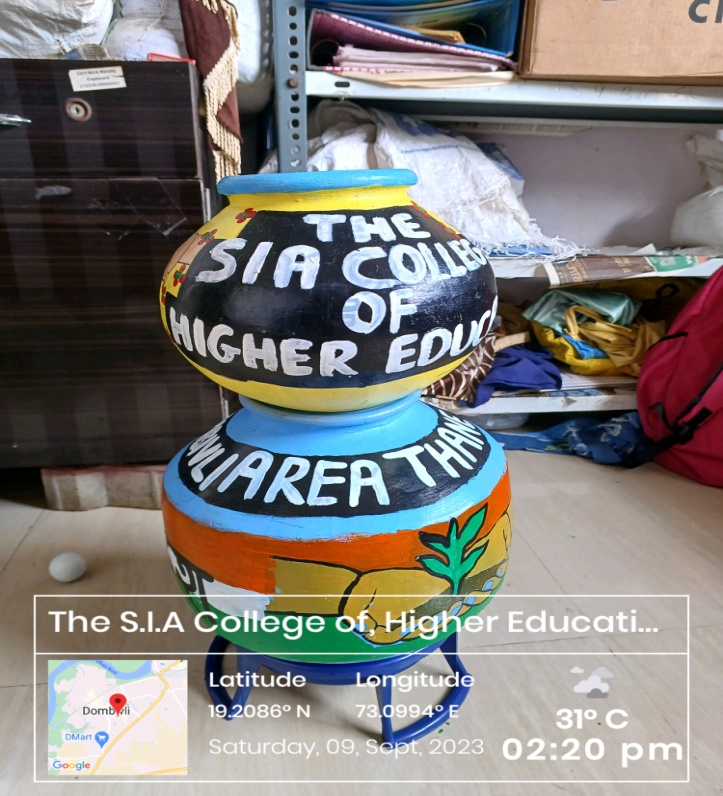 THE
SIA COLLEG
OF
HIGHER EDUC
AREA THAN
The S.I.A College of, Higher Educati...
Latitude
Longitude
19.2086° N
73.0994° E
Saturday, 09, Sept, 2023
31°C
02:20 pm
Dombivli
DMart
Google